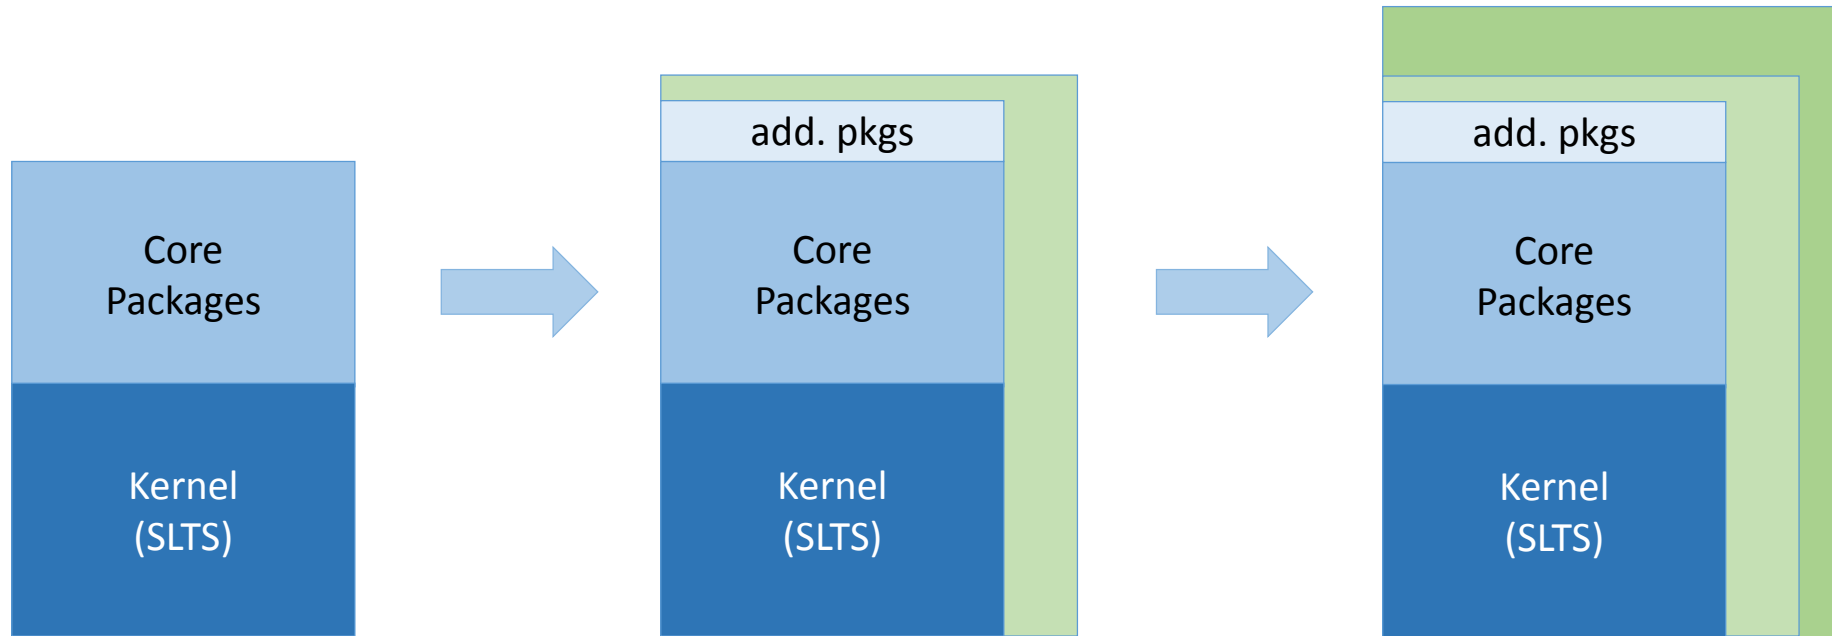 Core
Packages
Kernel
(SLTS)
add. pkgs
Core
Packages
Kernel
(SLTS)
add. pkgs
Core
Packages
Kernel
(SLTS)